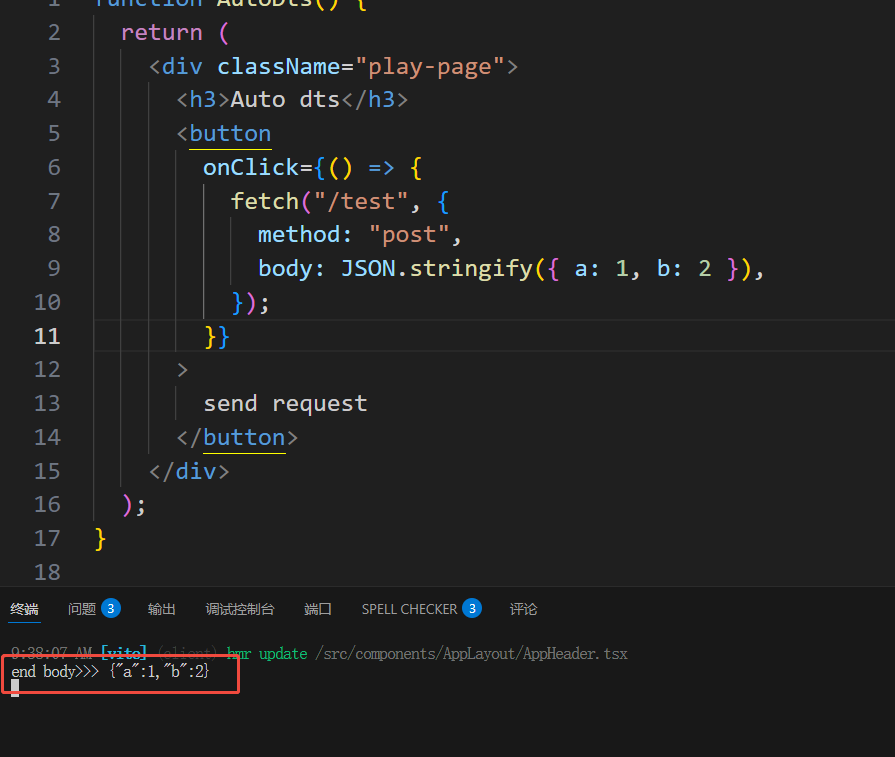 1 function AutoDts() {
2 return (
3 <div className="play-page">
4 <h3>Auto dts</h3>
5 <button
6 onClick={() => {
7 fetch("/test", {
8 method: "post",
9 body: JSON.stringify({ a: 1, b: 2 }),
10 });
11 }}
12 >
13 send request
14 </button>
15 </div>
16 );
17 }
18
终端 问题 3 输出 调试控制台 端口 SPELL CHECKER 3 评论
9:38:07 AM [vite] (client) hmr update /src/components/AppLayout/AppHeader.tsx
end body>>> {"a":1,"b":2}